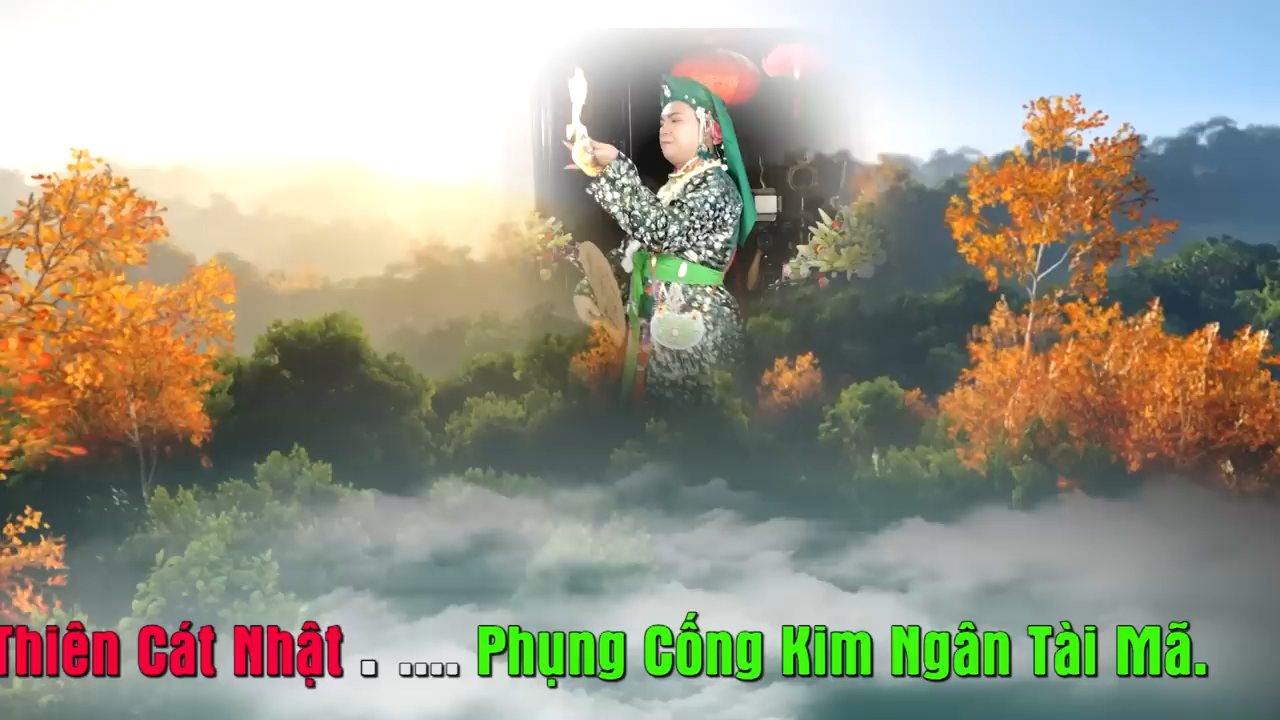 Thiên Cát Nhật . .... Phụng Cống Kim Ngân Tài Mã.